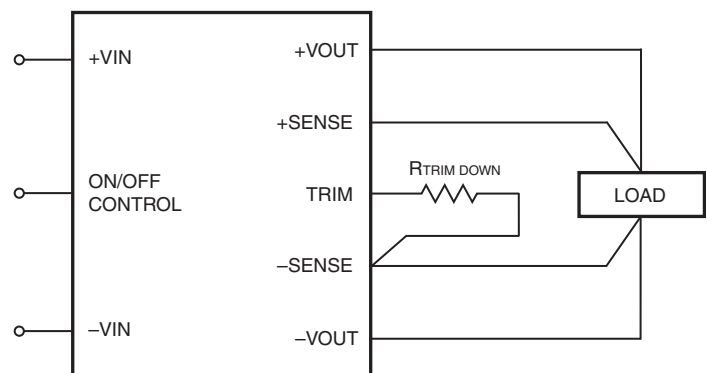 +VIN
ON/OFF
CONTROL
–VIN
+VOUT
+SENSE
TRIM
–SENSE
–VOUT
RTRIM DOWN
LOAD